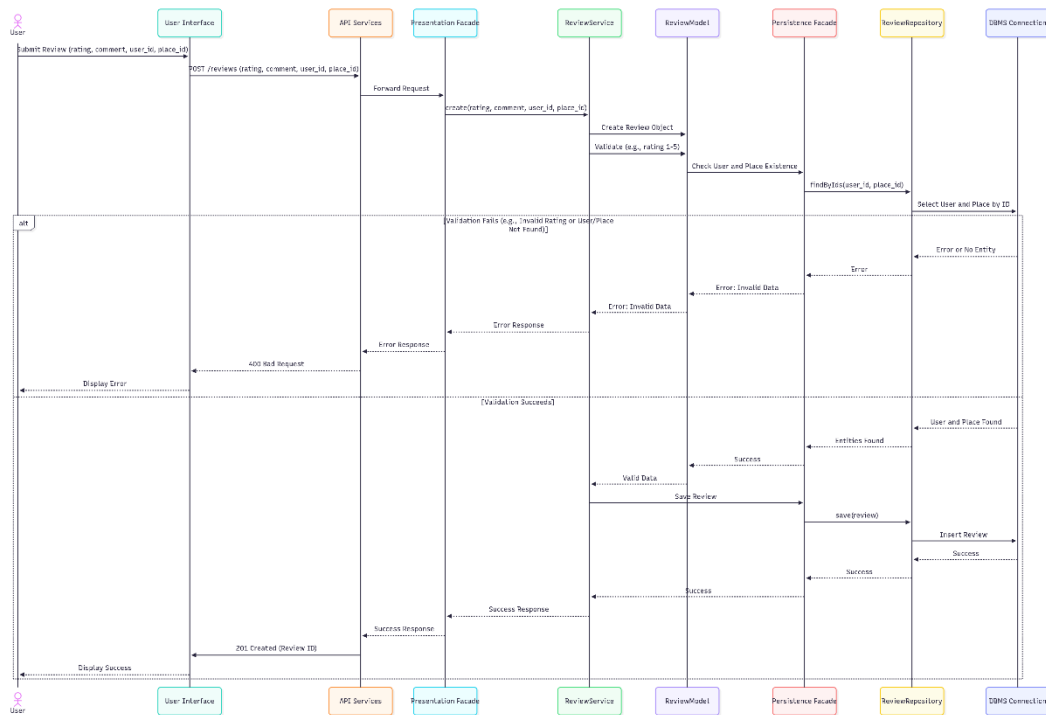 User
User Interface
API Services
Presentation Facade
ReviewService
ReviewModel
Persistence Facade
ReviewRepository
DBMS Connection
Submit Review (rating, comment, user_id, place_id)
POST /reviews (rating, comment, user_id, place_id)
Forward Request
create(rating, comment, user_id, place_id)
Create Review Object
Validate (e.g., rating 1-5)
Check User and Place Existence
findByIds(user_id, place_id)
Select User and Place by ID
alt
[Validation Fails (e.g., Invalid Rating or User/Place
Not Found)]
Error or No Entity
Error
Error: Invalid Data
Error: Invalid Data
Error Response
Error Response
400 Bad Request
Display Error
[Validation Succeeds]
User and Place Found
Entities Found
Success
Valid Data
Save Review
save(review)
Insert Review
Success
Success
Success
Success Response
Success Response
201 Created (Review ID)
Display Success
User
User Interface
API Services
Presentation Facade
ReviewService
ReviewModel
Persistence Facade
ReviewRepository
DBMS Connection